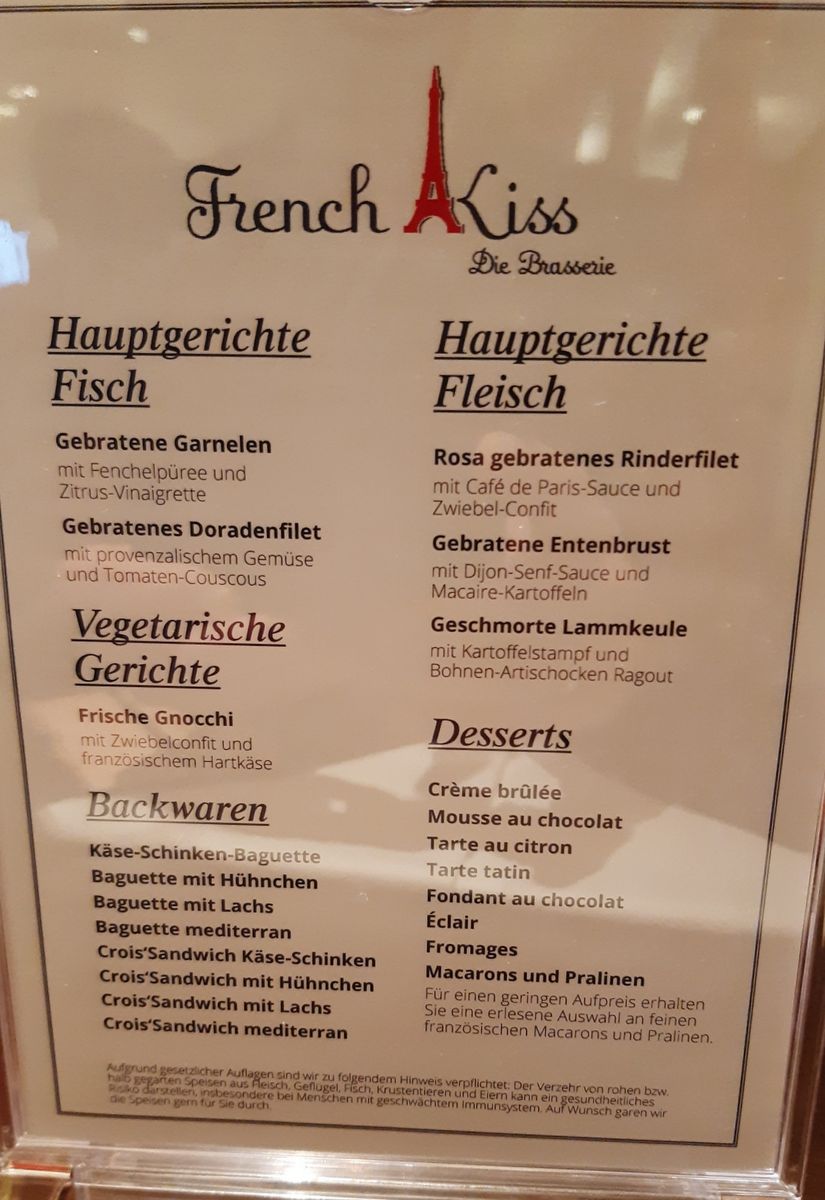 French Kiss
Die Brasserie
Hauptgerichte
Fisch
Gebratene Garnelen
mit Fenchelpüree und
Zitrus-Vinaigrette
Gebratenes Doradenfilet
mit provenzalischem Gemüse
und Tomaten-Couscous
Vegetarische
Gerichte
Frische Gnocchi
mit Zwiebelconfit und
französischem Hartkäse
Backwaren
Käse-Schinken-Baguette
Baguette mit Hühnchen
Baguette mit Lachs
Baguette mediterran
Crois‘Sandwich Käse-Schinken
Crois‘Sandwich mit Hühnchen
Crois‘Sandwich mit Lachs
Crois‘Sandwich mediterran
Hauptgerichte
Fleisch
Rosa gebratenes Rinderfilet
mit Café de Paris-Sauce und
Zwiebel-Confit
Gebratene Entenbrust
mit Dijon-Senf-Sauce und
Macaire-Kartoffeln
Geschmorte Lammkeule
mit Kartoffelstampf und
Bohnen-Artischocken Ragout
Desserts
Crème brûlée
Mousse au chocolat
Tarte au citron
Tarte tatin
Fondant au chocolat
Éclair
Fromages
Macarons und Pralinen
Für einen geringen Aufpreis erhalten
Sie eine erlesene Auswahl an feinen
französischen Macarons und Pralinen.
Aufgrund gesetzlicher Auflagen sind wir zu folgendem Hinweis verpflichtet: Der Verzehr von rohen bzw.
halb gegarten Speisen aus Fleisch, Geflügel, Fisch, Krustentieren und Eiern kann ein gesundheitliches
Risiko darstellen, insbesondere bei Menschen mit geschwächtem Immunsystem. Auf Wunsch garen wir
die Speisen gern für Sie durch.